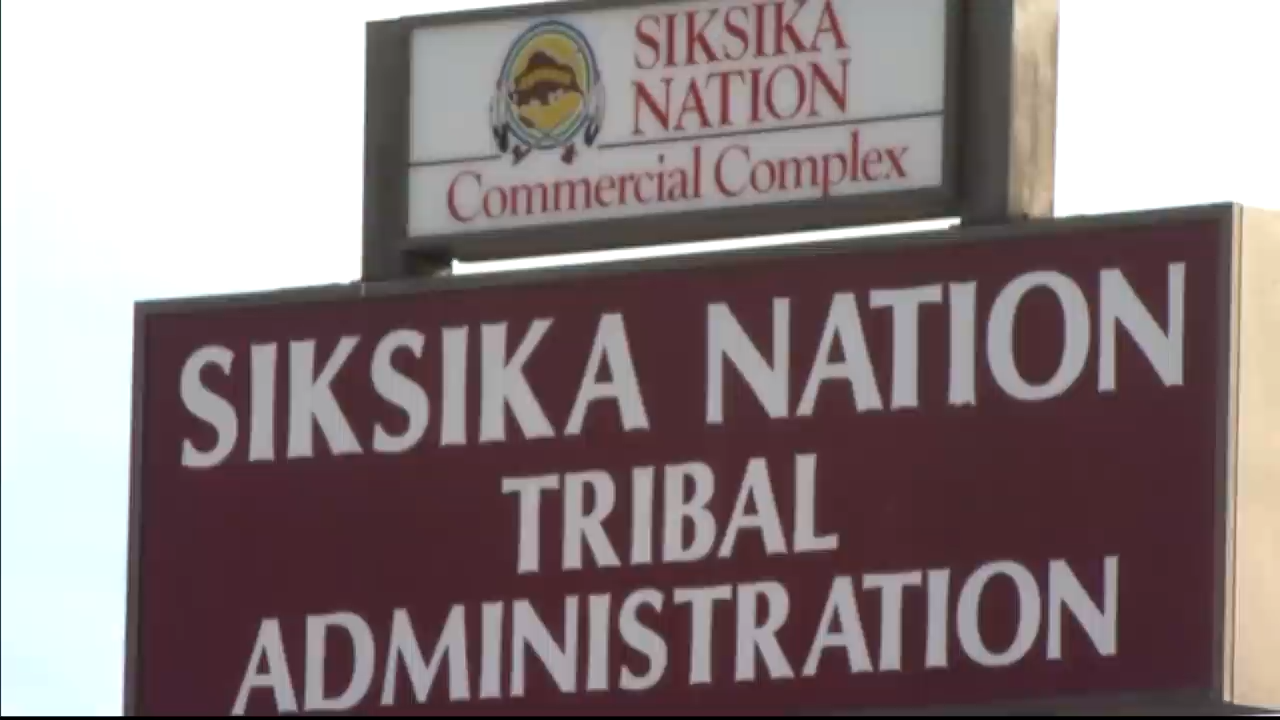 SIKSIKA
NATION
Commercial Complex
SIKSIKA NATION
TRIBAL
ADMINISTRATION